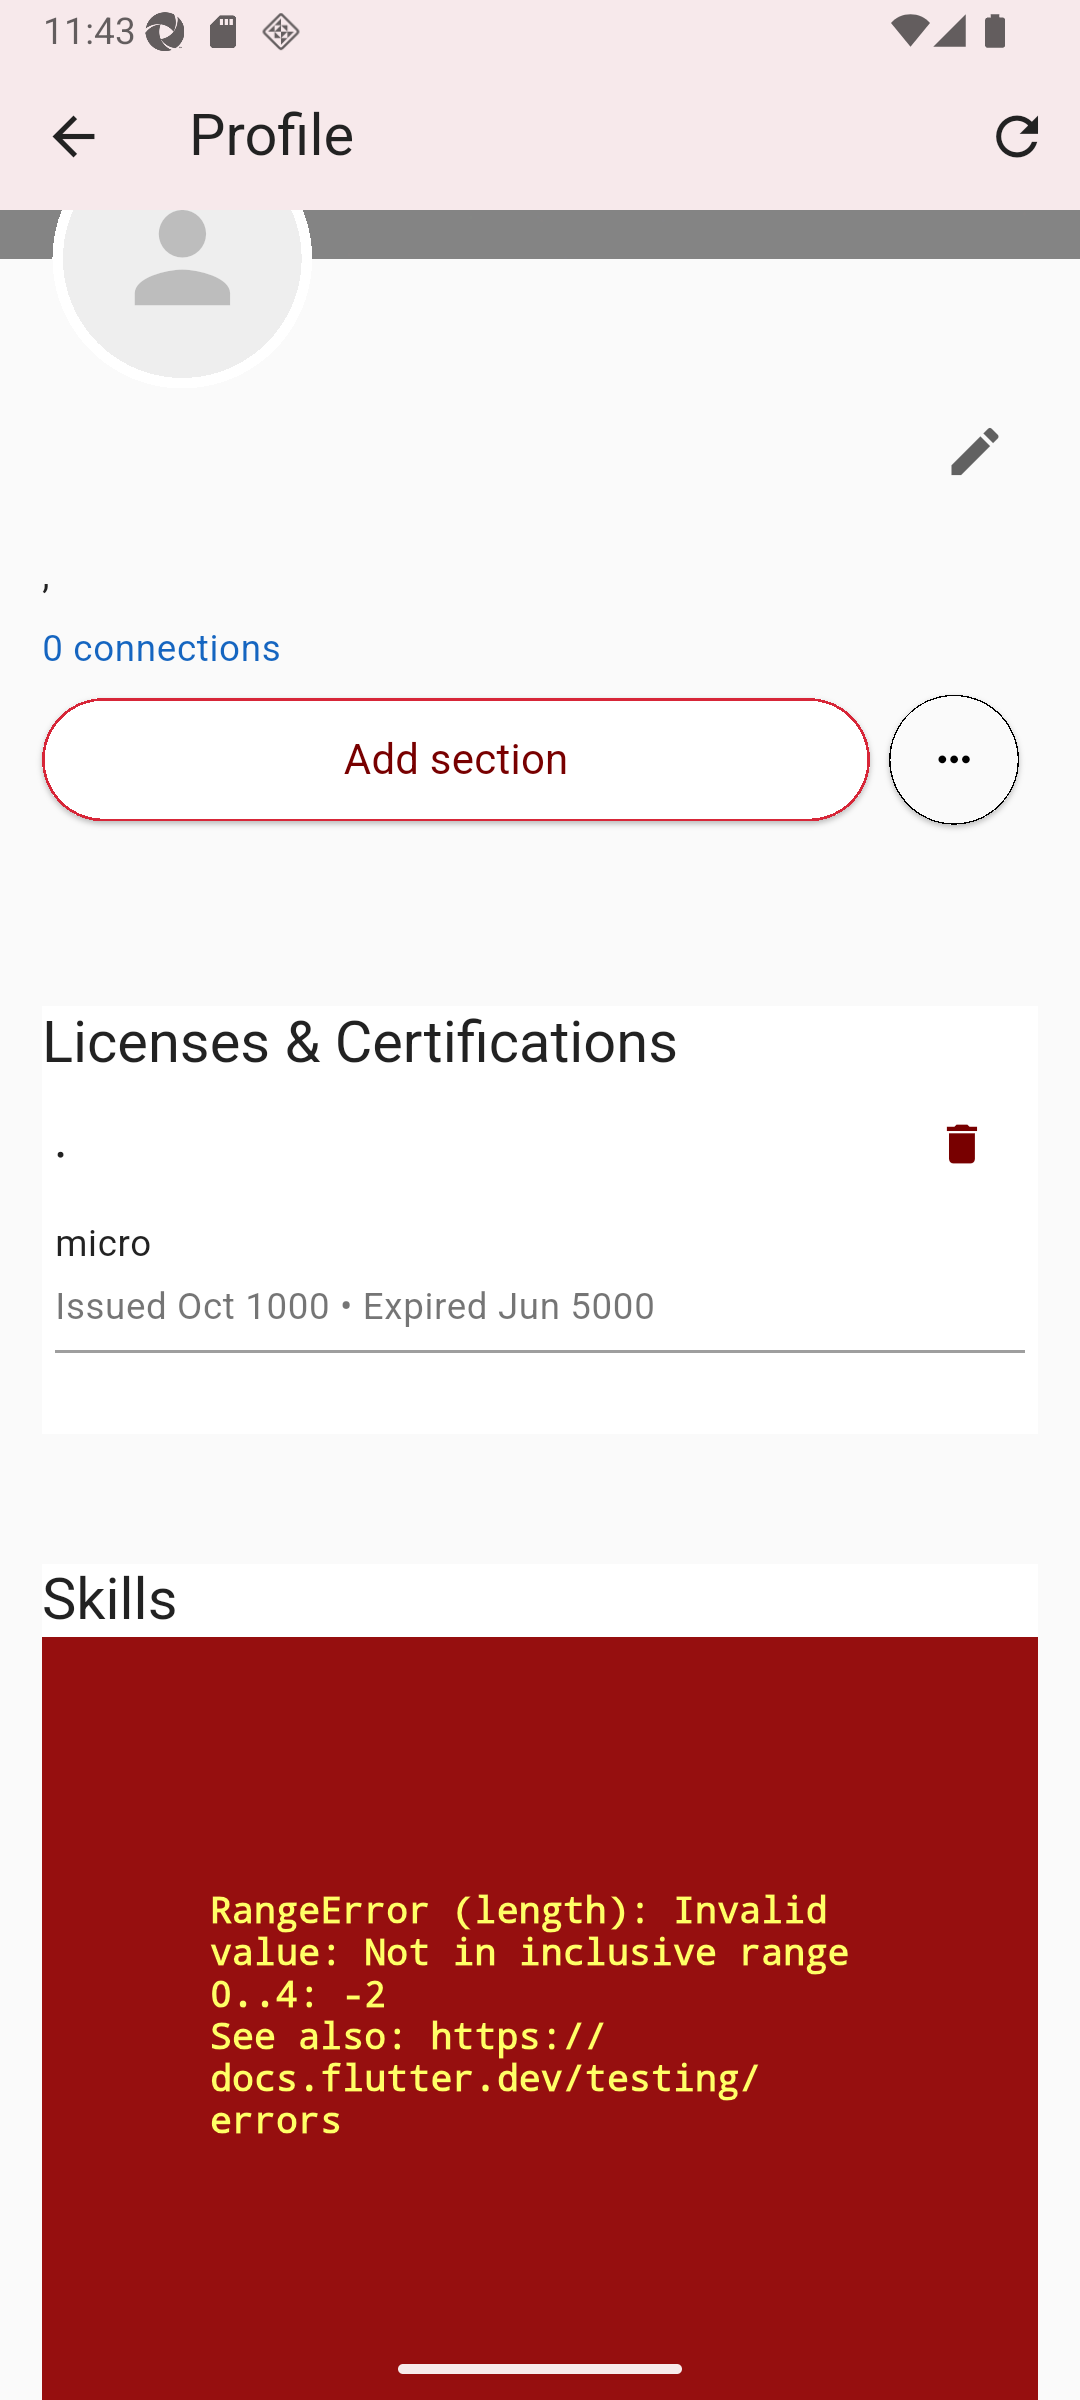 11:43
Profile
,
0 connections
Add section
Licenses & Certifications
.
micro
Issued Oct 1000 • Expired Jun 5000
Skills
RangeError (length): Invalid
value: Not in inclusive range
0..4: -2
See also: https://
docs.flutter.dev/testing/
errors